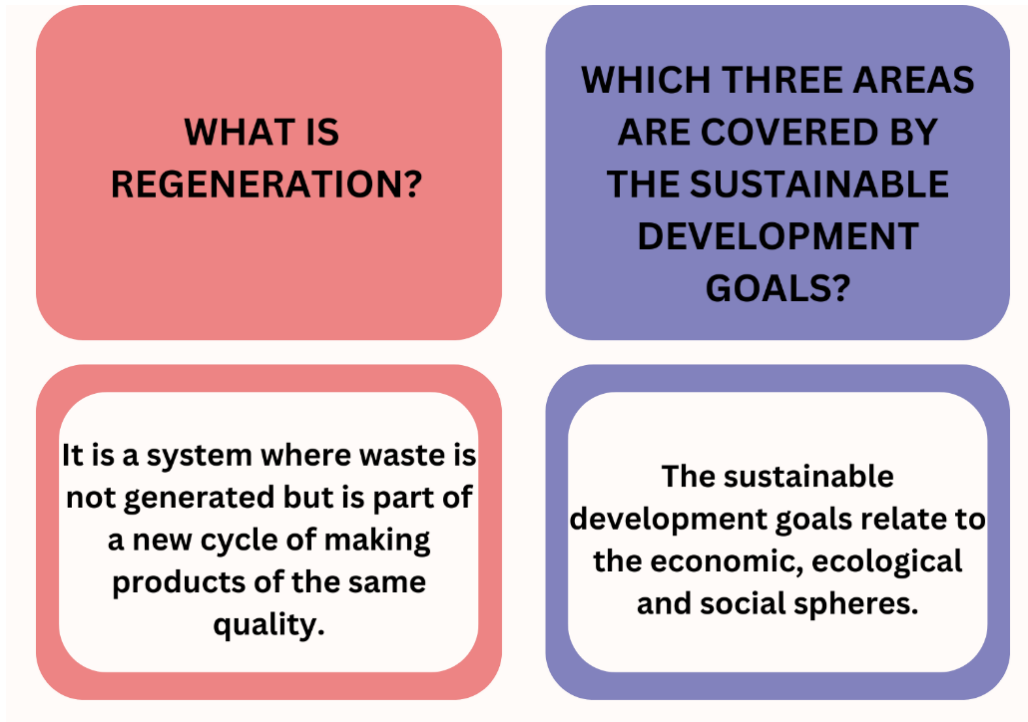 WHAT IS
REGENERATION?
WHICH THREE AREAS
ARE COVERED BY
THE SUSTAINABLE
DEVELOPMENT
GOALS?
It is a system where waste is
not generated but is part of
a new cycle of making
products of the same
quality.
The sustainable
development goals relate to
the economic, ecological
and social spheres.